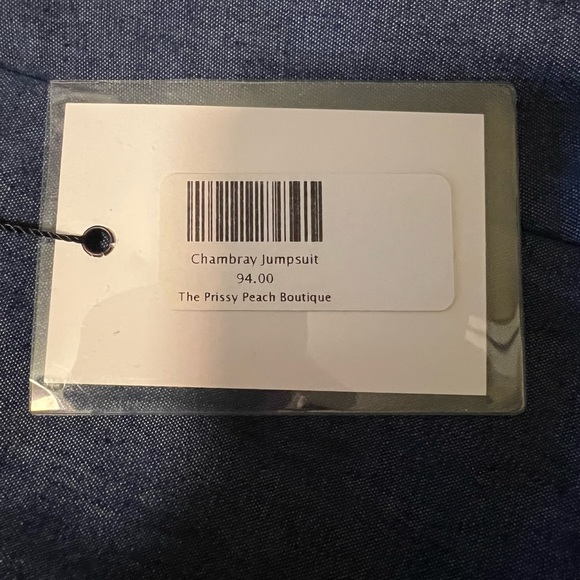 Chambray Jumpsuit
94.00
The Prissy Peach Boutique